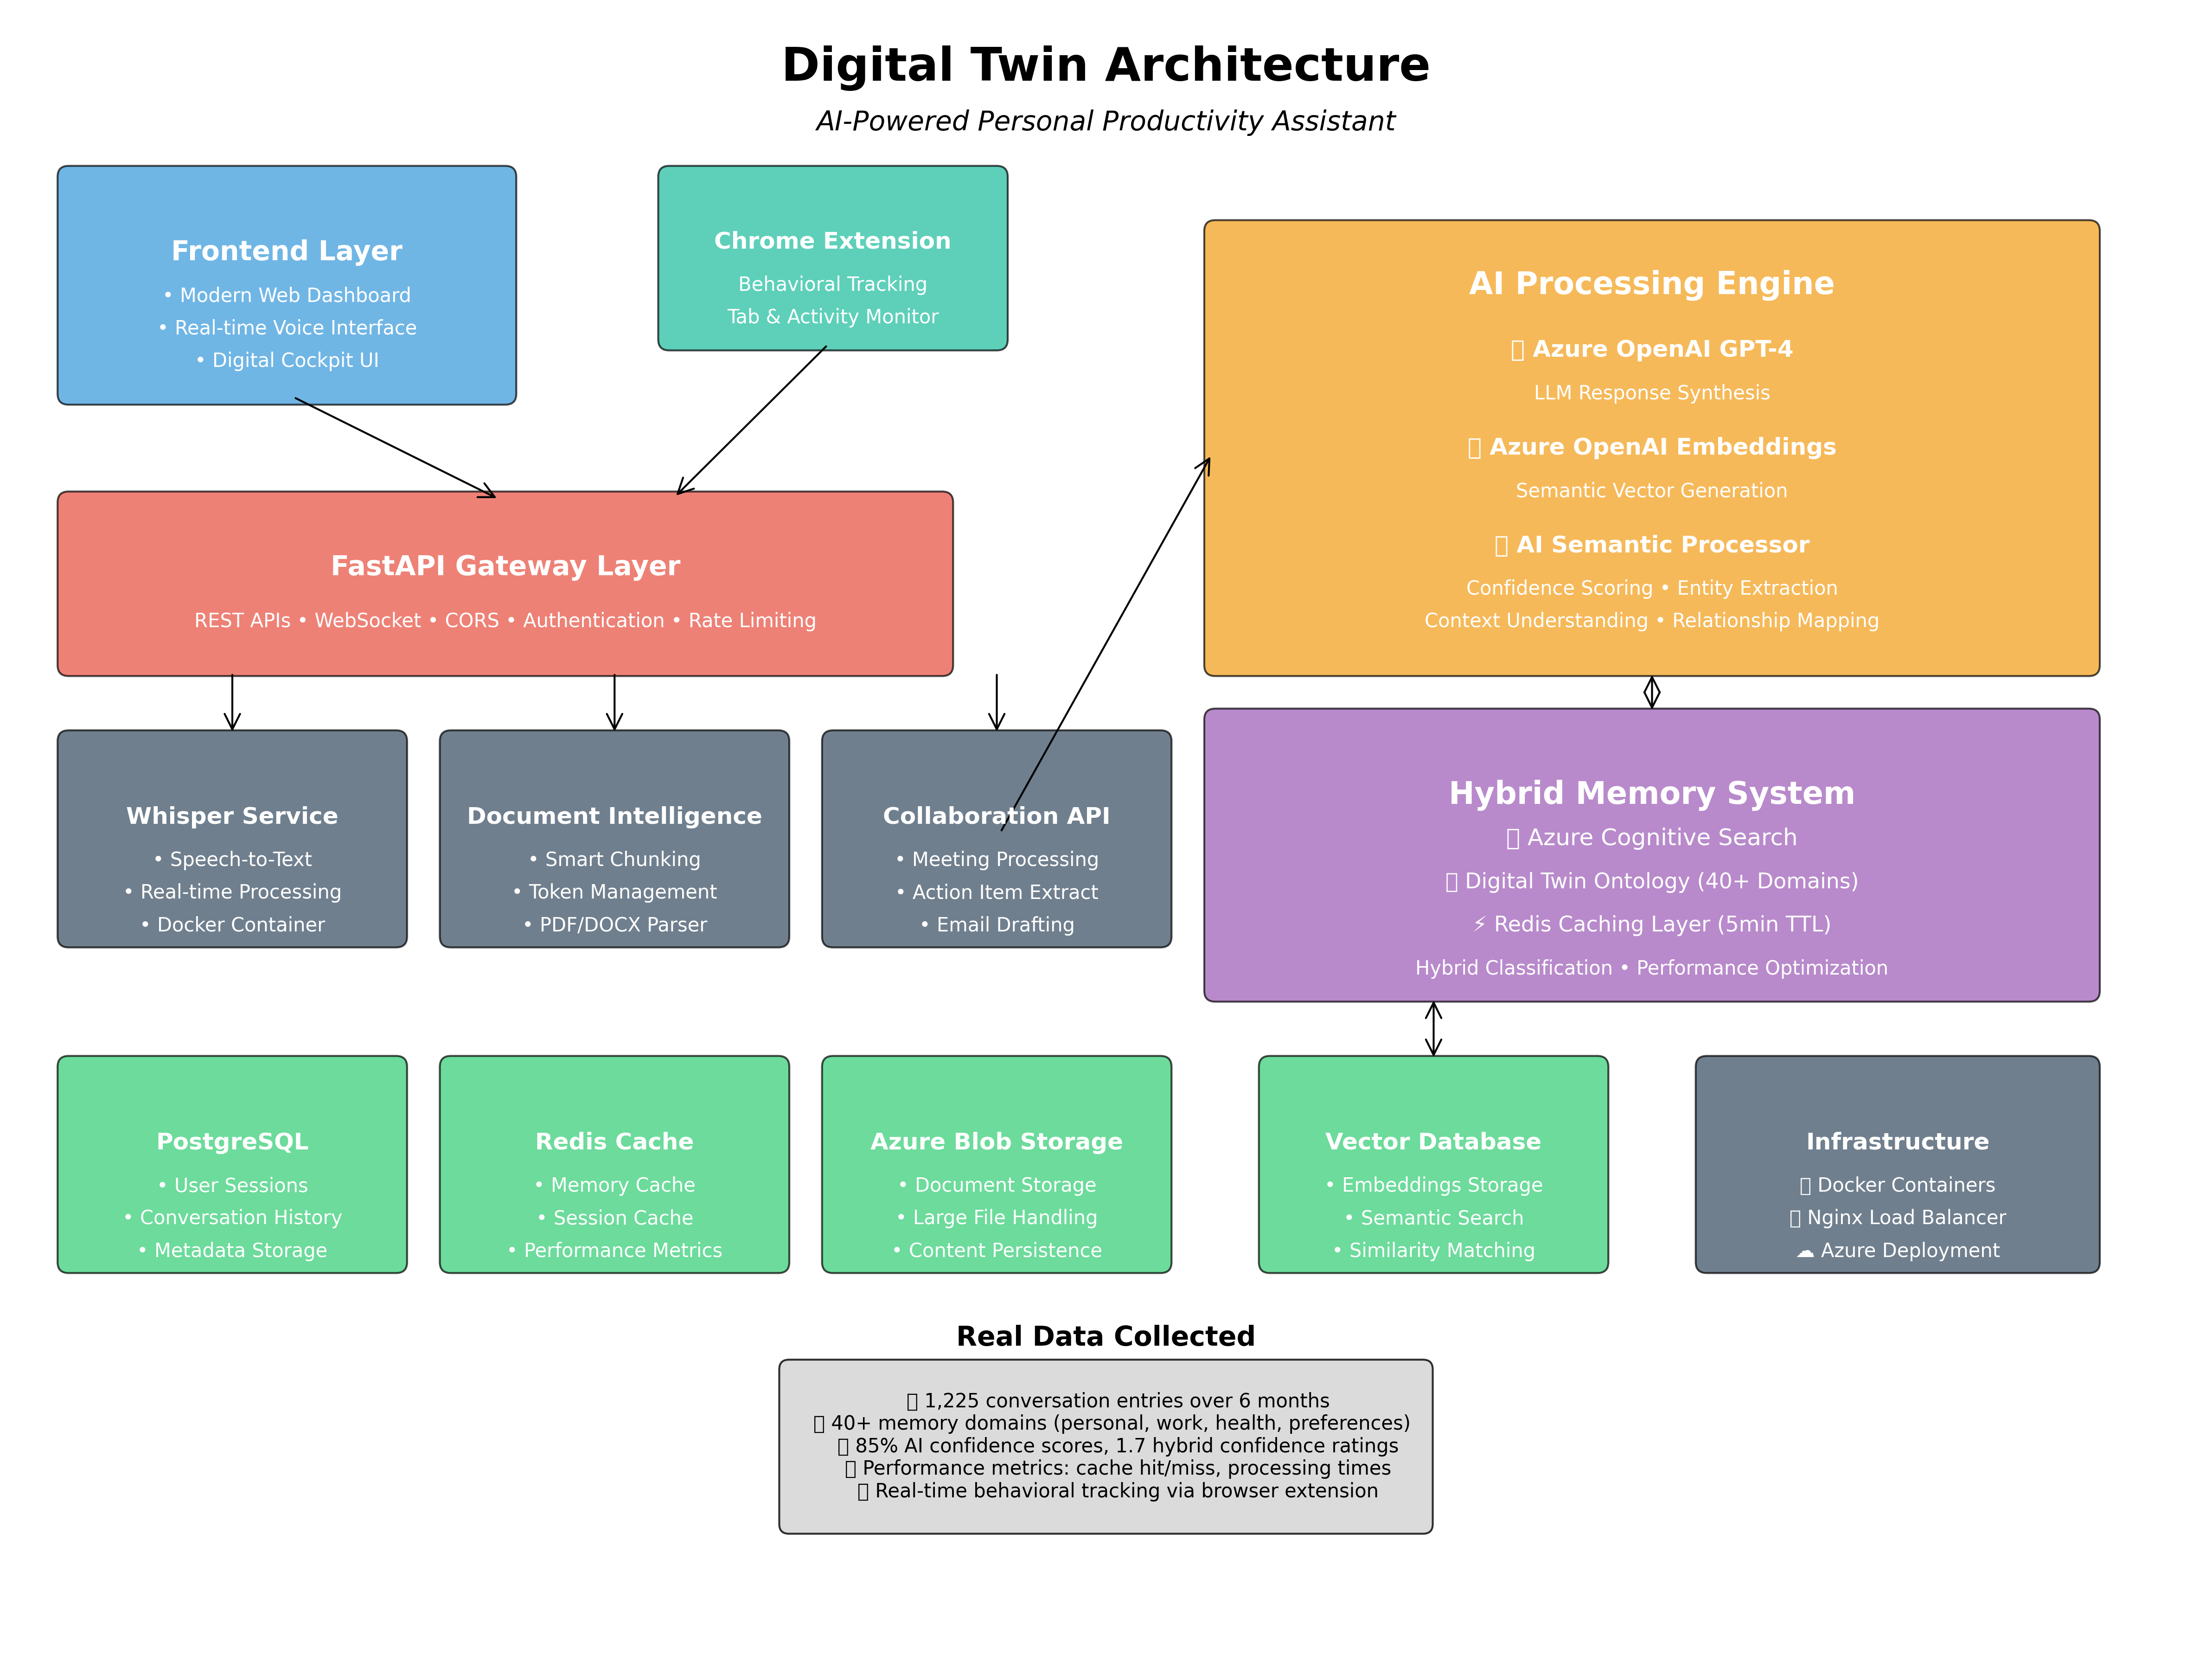 Digital Twin Architecture
AI-Powered Personal Productivity Assistant
Frontend Layer
• Modern Web Dashboard
• Real-time Voice Interface
• Digital Cockpit UI
Chrome Extension
Behavioral Tracking
Tab & Activity Monitor
AI Processing Engine
▯ Azure OpenAI GPT-4
LLM Response Synthesis
▯ Azure OpenAI Embeddings
Semantic Vector Generation
▯ AI Semantic Processor
Confidence Scoring • Entity Extraction
Context Understanding • Relationship Mapping
FastAPI Gateway Layer
REST APIs • WebSocket • CORS • Authentication • Rate Limiting
Whisper Service
• Speech-to-Text
• Real-time Processing
• Docker Container
Document Intelligence
• Smart Chunking
• Token Management
• PDF/DOCX Parser
Collaboration API
• Meeting Processing
• Action Item Extract
• Email Drafting
Hybrid Memory System
▯ Azure Cognitive Search
▯ Digital Twin Ontology (40+ Domains)
⚡ Redis Caching Layer (5min TTL)
Hybrid Classification • Performance Optimization
PostgreSQL
• User Sessions
• Conversation History
• Metadata Storage
Redis Cache
• Memory Cache
• Session Cache
• Performance Metrics
Azure Blob Storage
• Document Storage
• Large File Handling
• Content Persistence
Vector Database
• Embeddings Storage
• Semantic Search
• Similarity Matching
Infrastructure
▯ Docker Containers
▯ Nginx Load Balancer
☁ Azure Deployment
Real Data Collected
▯ 1,225 conversation entries over 6 months
▯ 40+ memory domains (personal, work, health, preferences)
▯ 85% AI confidence scores, 1.7 hybrid confidence ratings
▯ Performance metrics: cache hit/miss, processing times
▯ Real-time behavioral tracking via browser extension